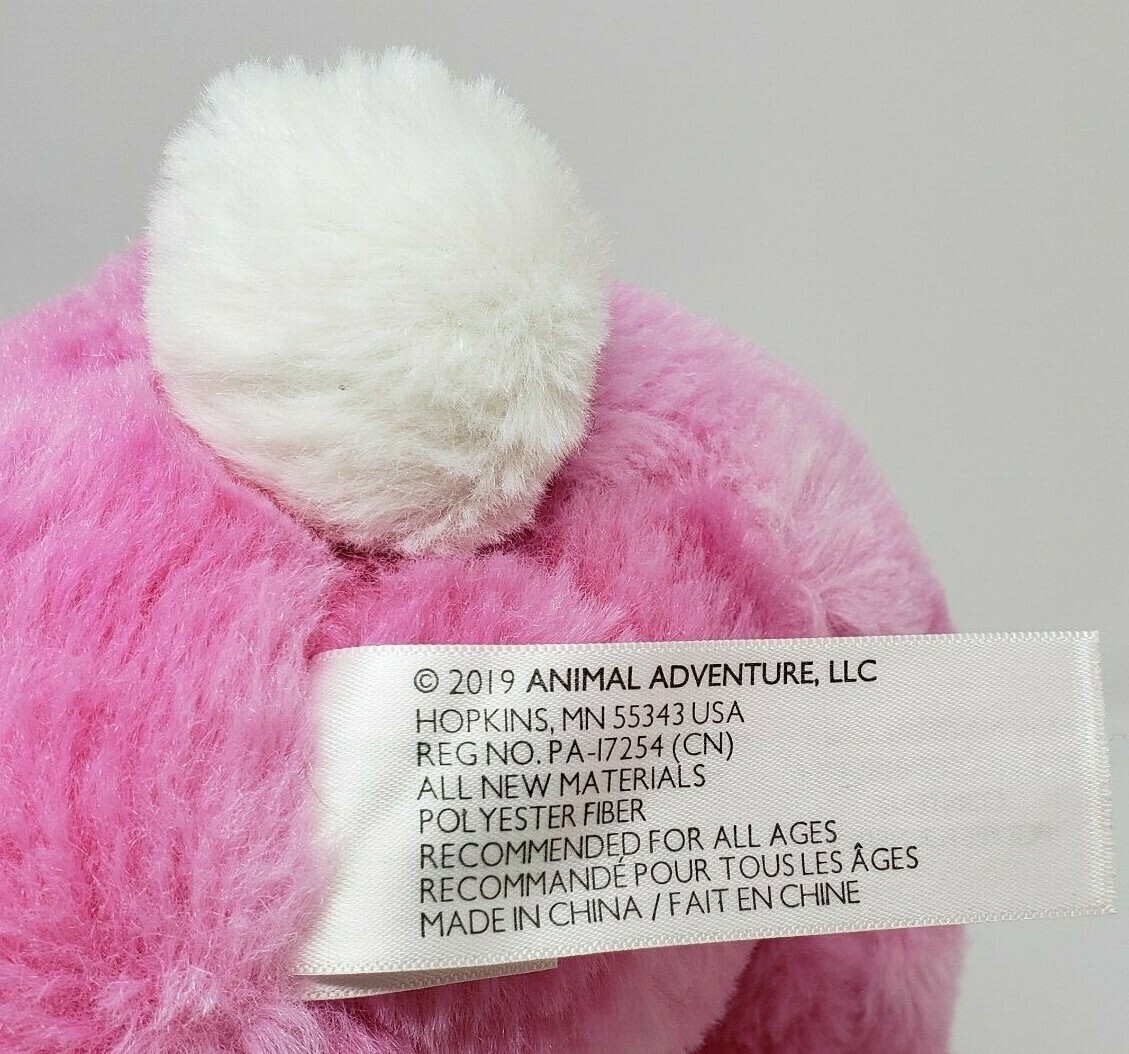 © 2019 ANIMAL ADVENTURE, LLC
HOPKINS, MN 55343 USA
REG NO. PA-17254 (CN)
ALL NEW MATERIALS
POLYESTER FIBER
RECOMMENDED FOR ALL AGES
RECOMMANDÉ POUR TOUS LES ÂGES
MADE IN CHINA / FAIT EN CHINE